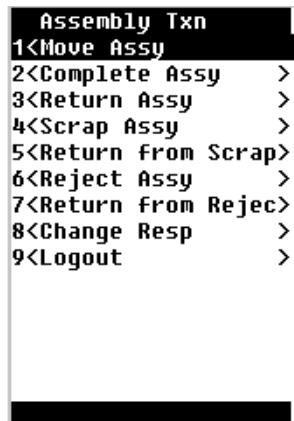 Assembly Txn
1<Move Assy
2<Complete Assy >
3<Return Assy >
4<Scrap Assy >
5<Return from Scrap>
6<Reject Assy >
7<Return from Rejec>
8<Change Resp >
9<Logout >